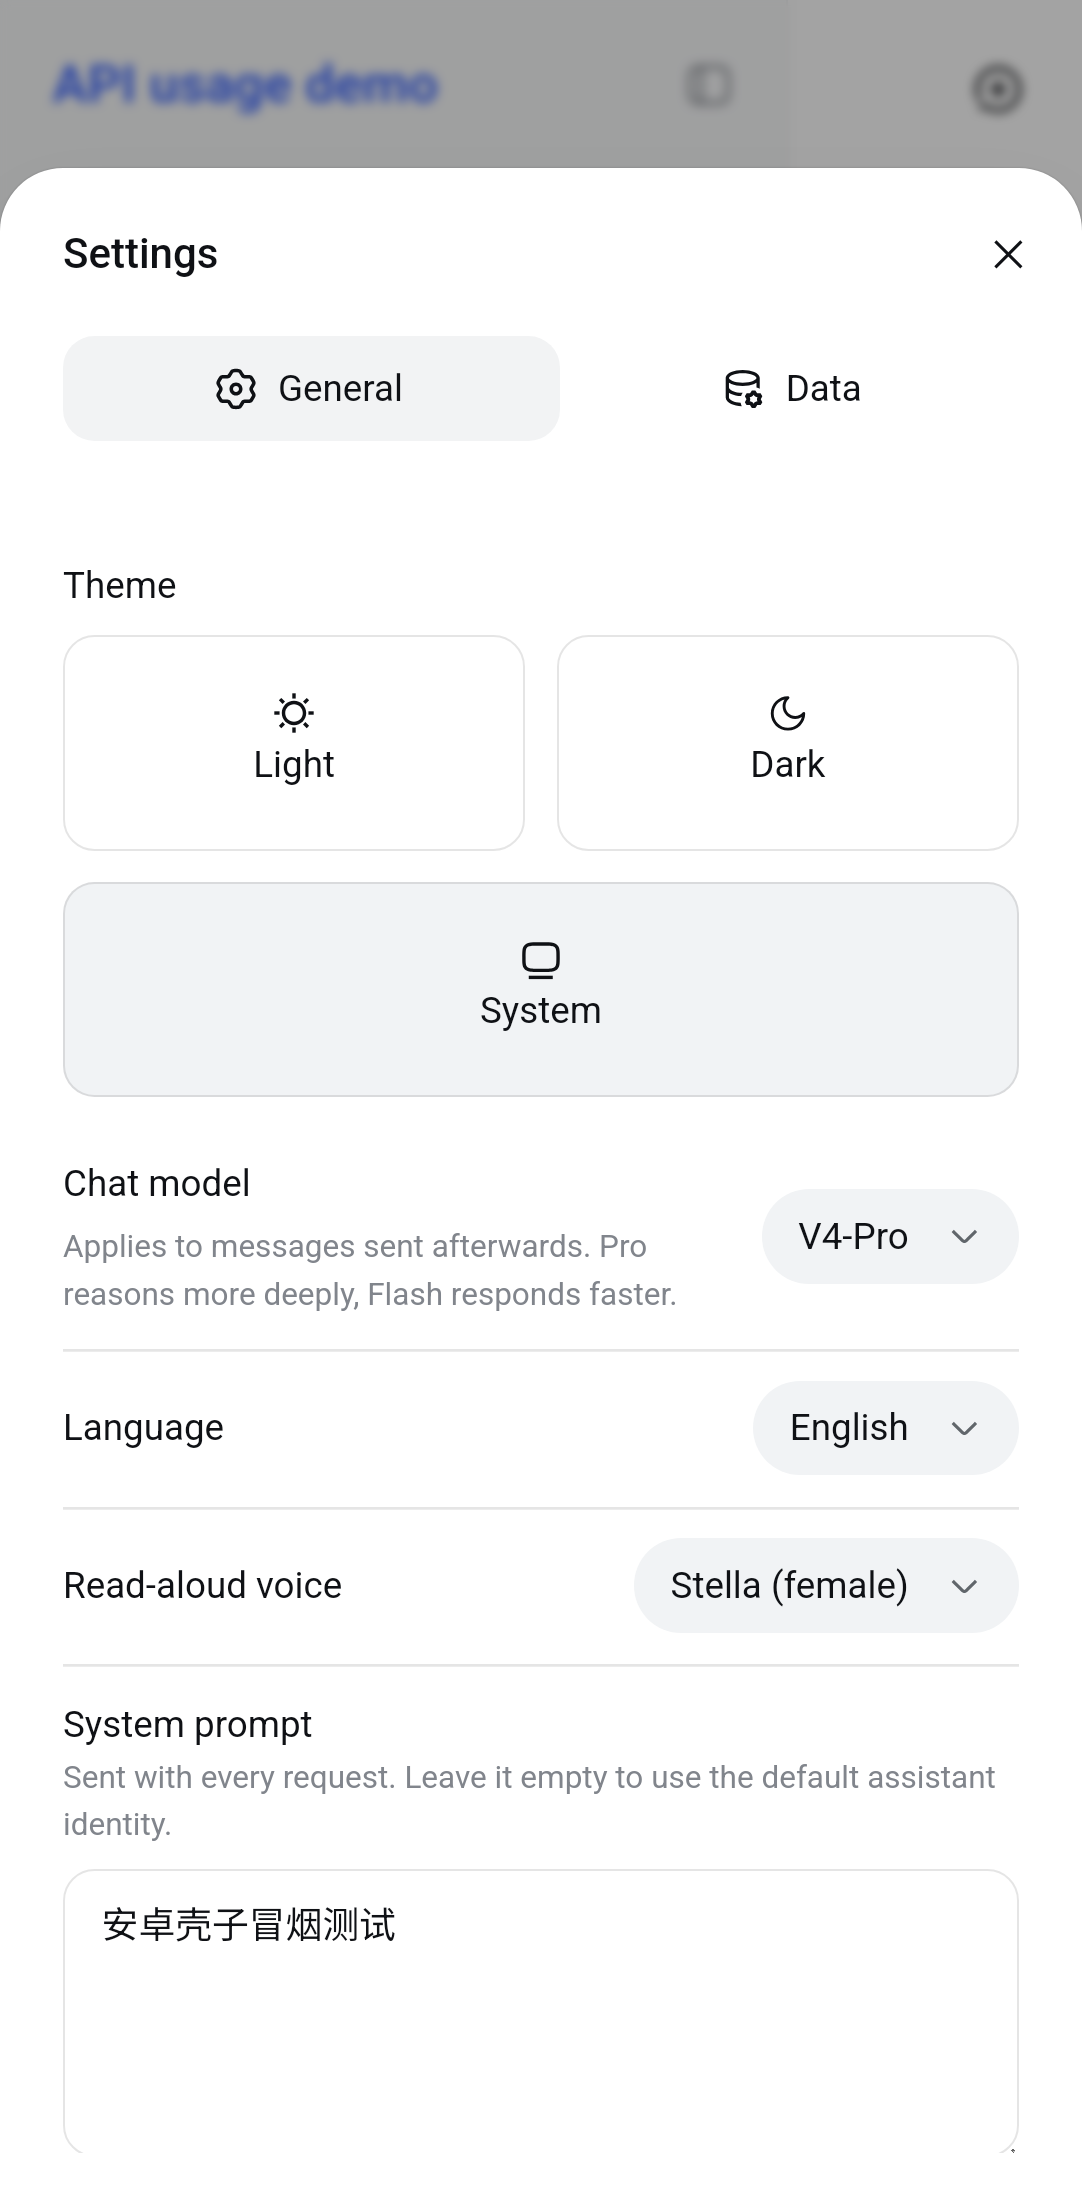 API usage demo
Settings
General
Data
Theme
Light
Dark
System
Chat model
Applies to messages sent afterwards. Pro
reasons more deeply, Flash responds faster.
V4-Pro
Language
English
Read-aloud voice
Stella (female)
System prompt
Sent with every request. Leave it empty to use the default assistant
identity.
安卓壳子冒烟测试